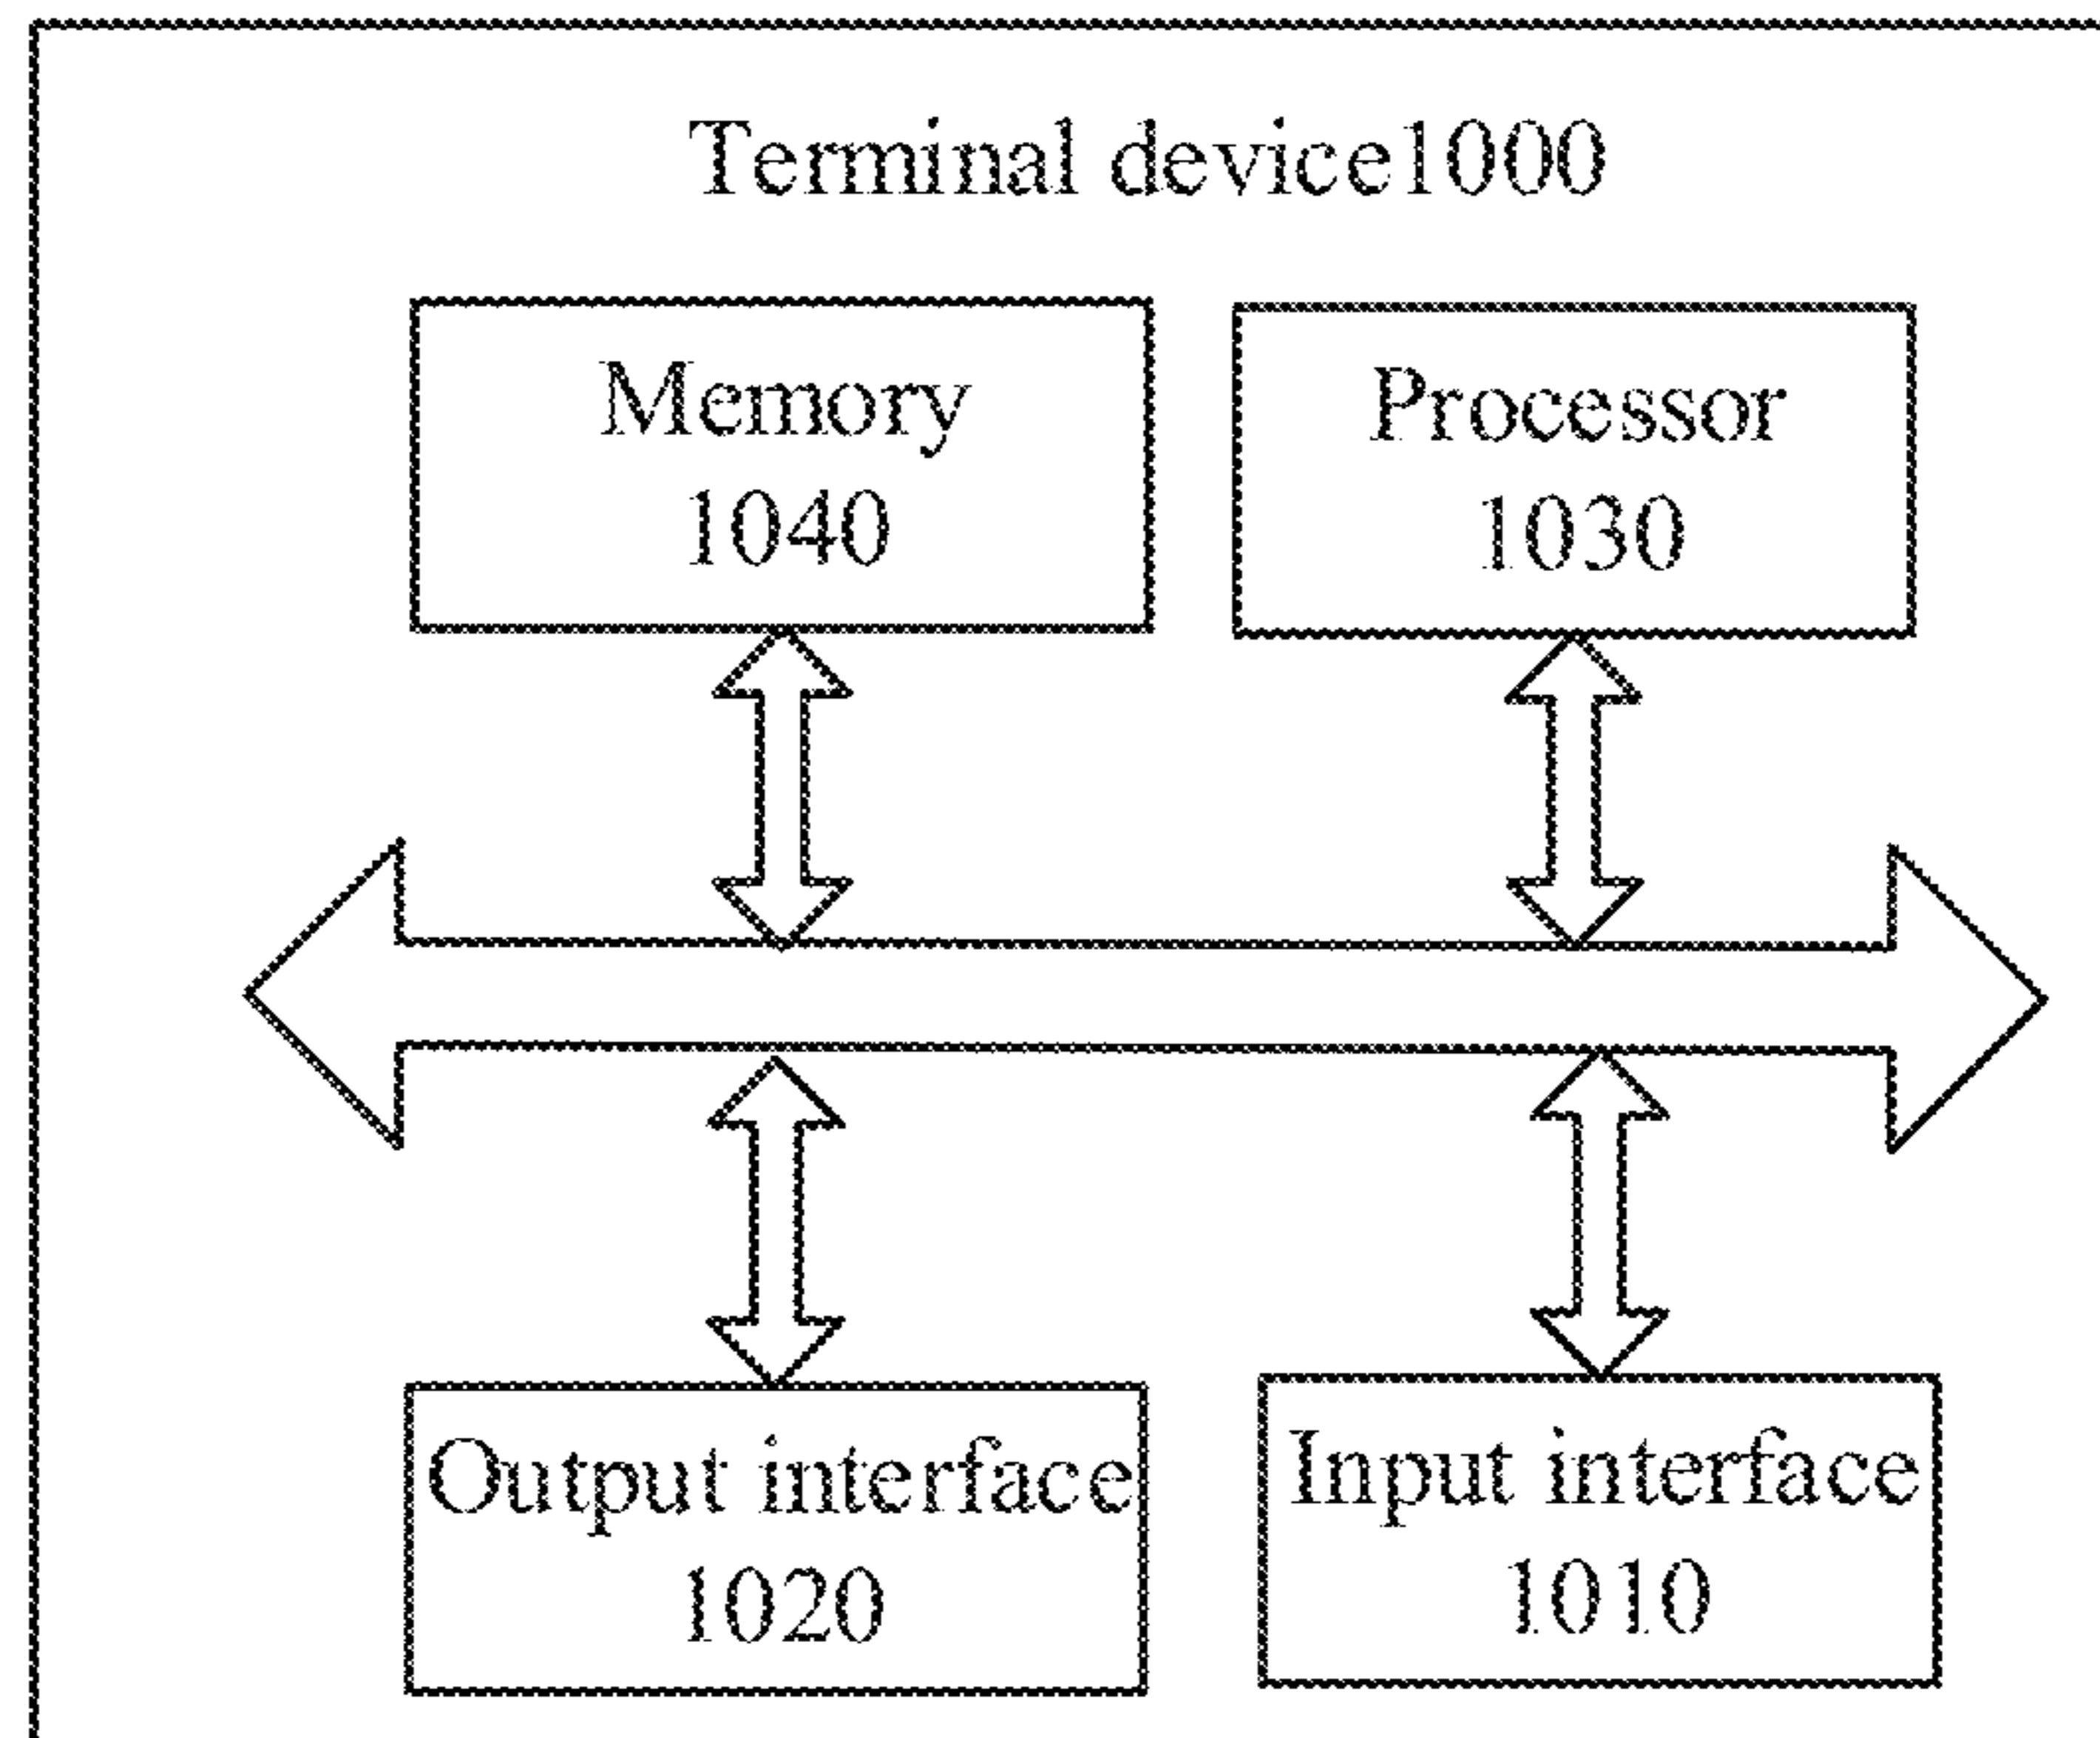 Terminal device1000
Memory
1040
Processor
1030
Output interface
1020
Input interface
1010